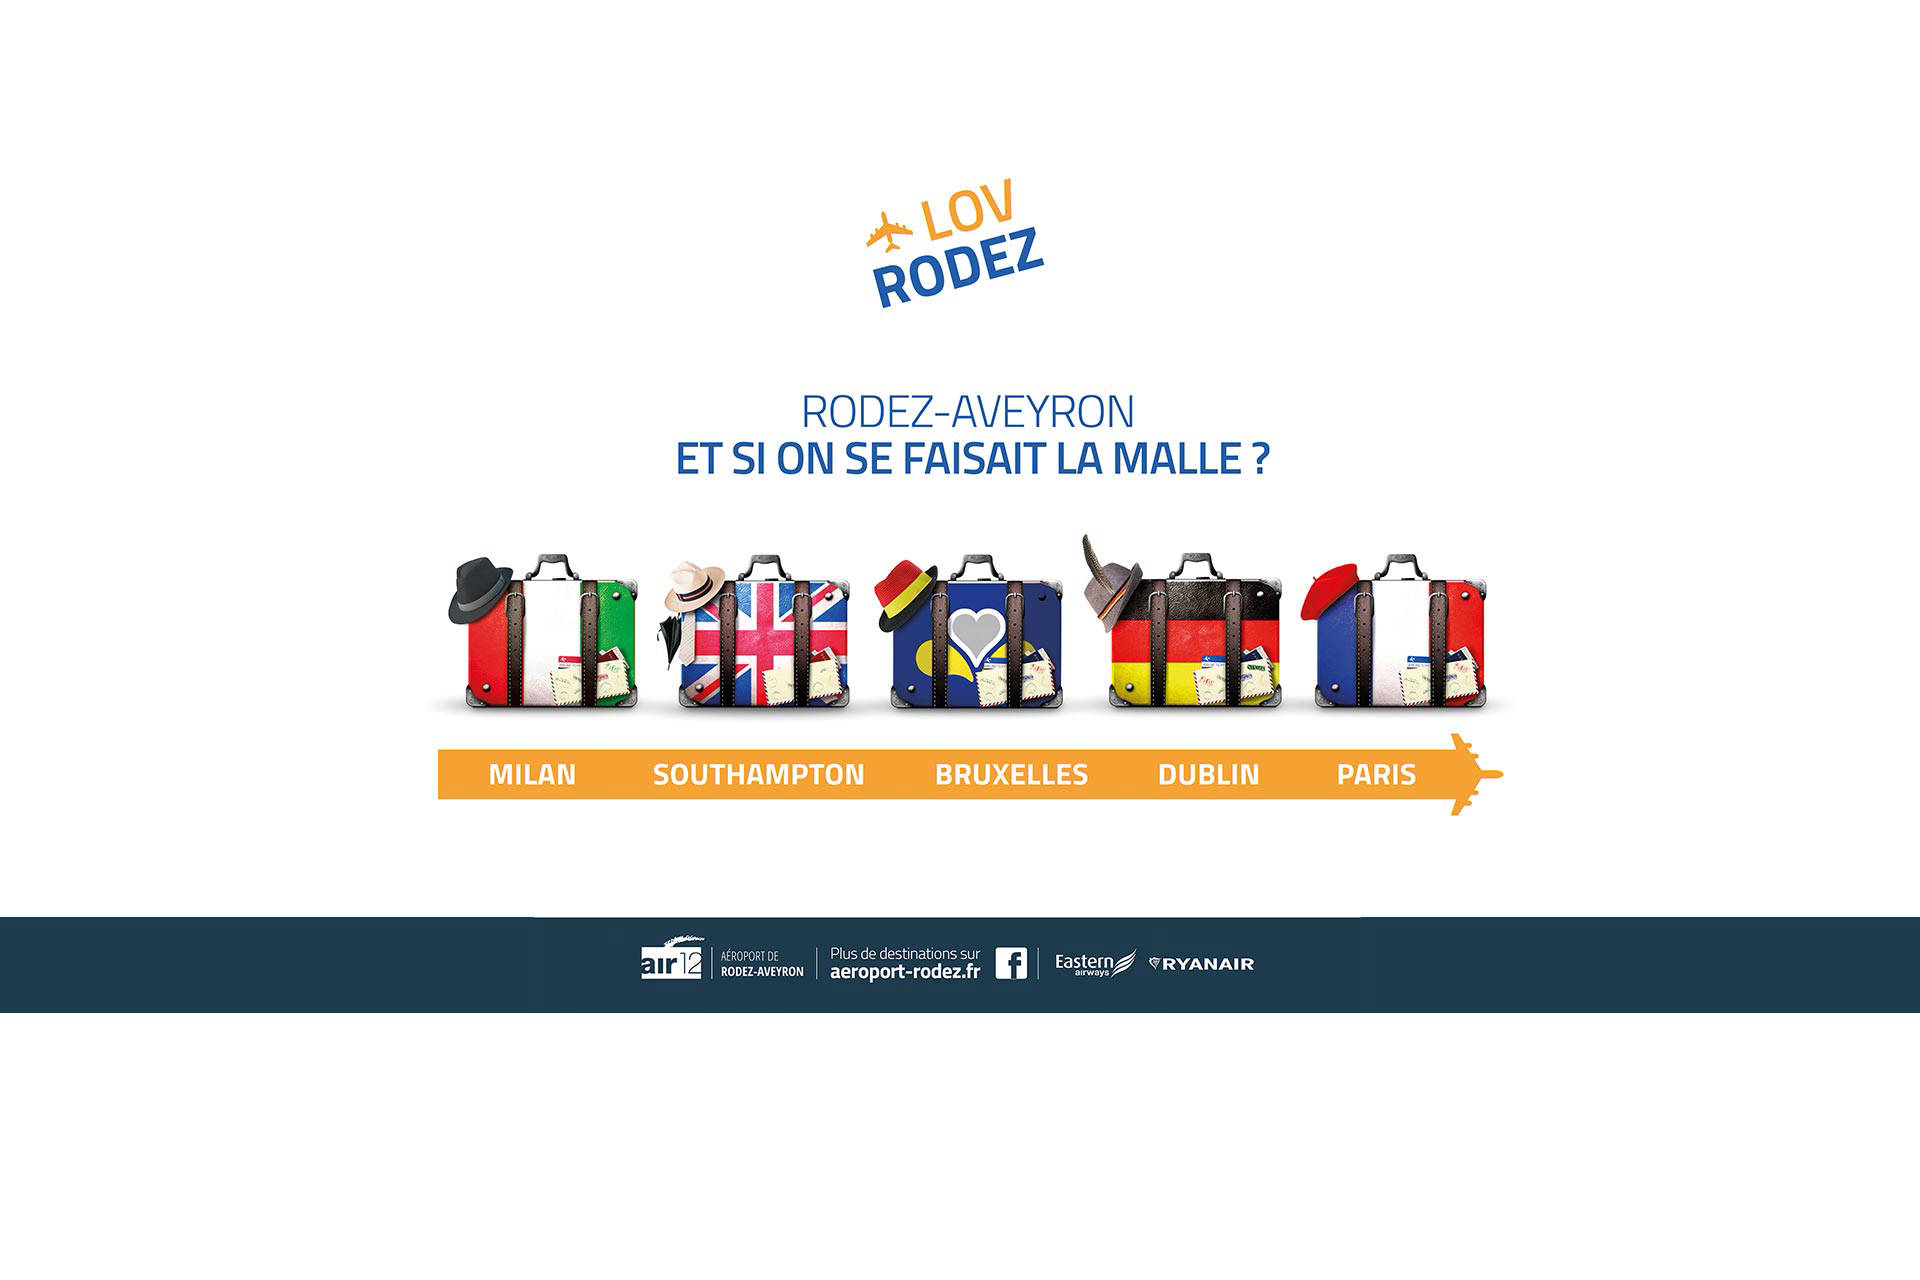 LOV
RODEZ
RODEZ-AVEYRON
ET SI ON SE FAISAIT LA MALLE ?
MILAN SOUTHAMPTON BRUXELLES DUBLIN PARIS
air12
AÉROPORT DE
RODEZ-AVEYRON
Plus de destinations sur
aeroport-rodez.fr
f
Eastern
airways
RYANAIR